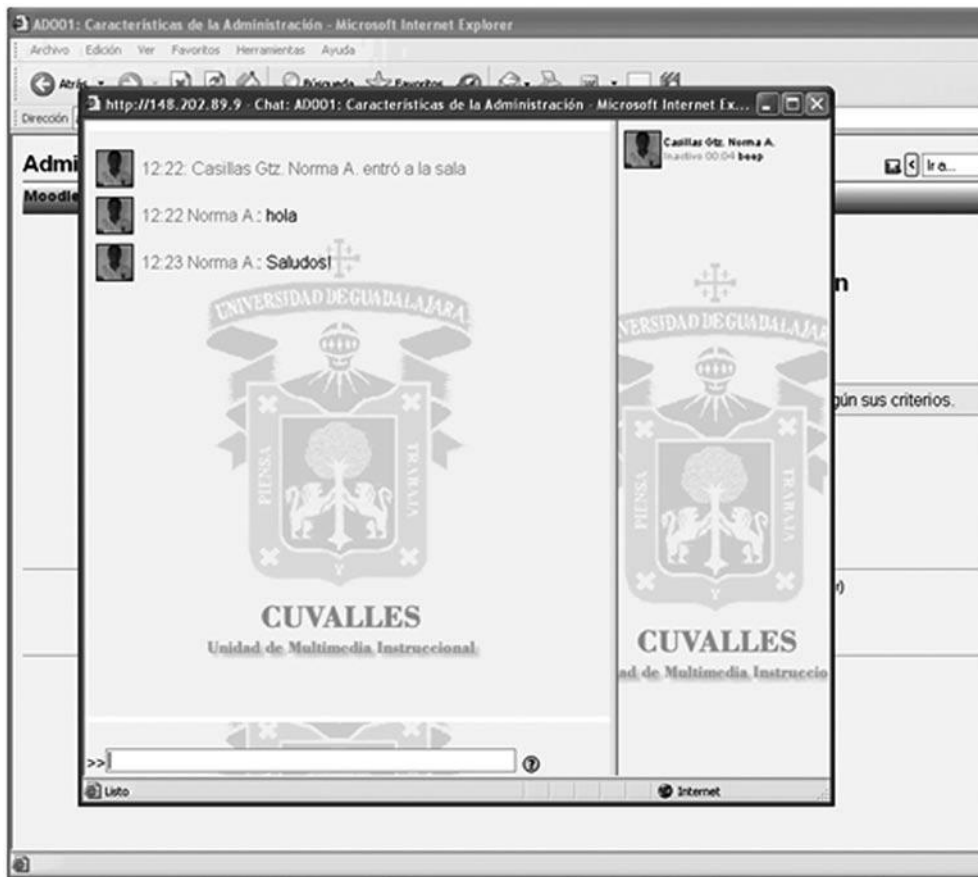 AD001: Características de la Administración - Microsoft Internet Explorer
Archivo Edición Ver Favoritos Herramientas Ayuda
Atrás Búsqueda Favoritos
Dirección
http://148.202.89.9 - Chat: AD001: Características de la Administración - Microsoft Internet Ex...
Admi
Moodle
Ir a...
12:22: Casillas Gtz. Norma A. entró a la sala
12:22 Norma A.: hola
12:23 Norma A.: Saludos!
Casillas Gtz. Norma A.
Inactivo 00:04 beep
UNIVERSIDAD DE GUADALAJARA
PIENSA Y TRABAJA
CUVALLES
Unidad de Multimedia Instruccional
VERSIDAD DE GUADALAJAR
PIENSA Y TRABAJA
CUVALLES
ad de Multimedia Instruccio
n
gún sus criterios.
r)
>>
Listo
Internet